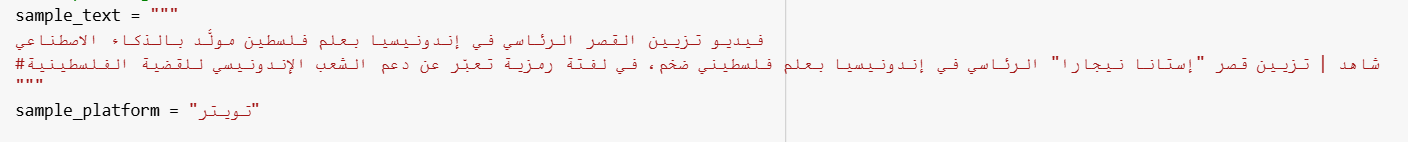 sample_text = """
فيديو تزيين القصر الرئاسي في إندونيسيا بعلم فلسطين مولَّد بالذكاء الاصطناعي
#شاهد | تزيين قصر "إستانا نيجارا" الرئاسي في إندونيسيا بعلم فلسطيني ضخم، في لفتة رمزية تعبّر عن دعم الشعب الإندونيسي للقضية الفلسطينية
"""
sample_platform = "تويتر"